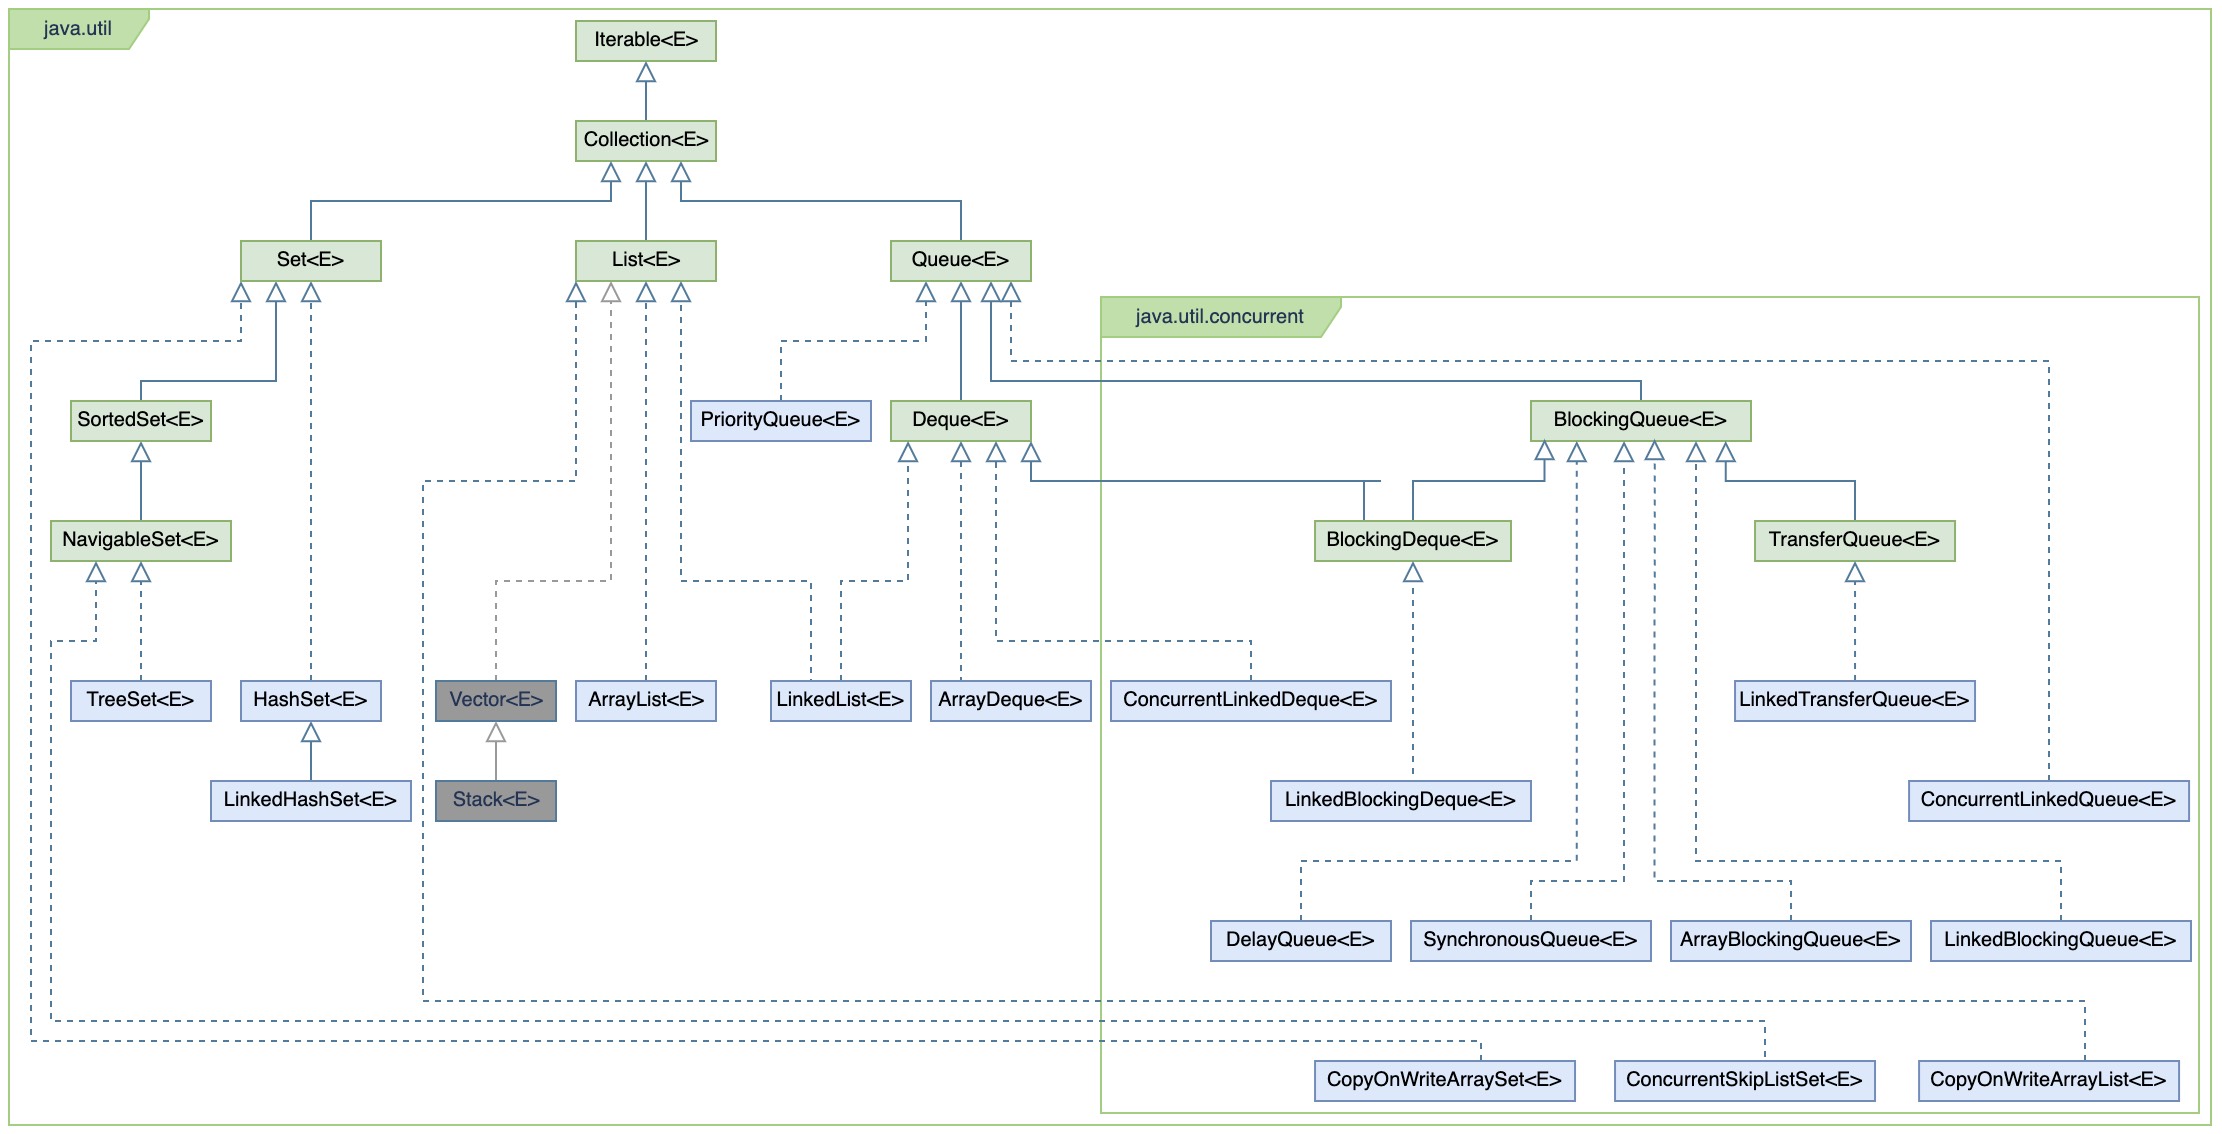 java.util
Iterable<E>
Collection<E>
Set<E>
List<E>
Queue<E>
java.util.concurrent
SortedSet<E>
PriorityQueue<E>
Deque<E>
BlockingQueue<E>
NavigableSet<E>
BlockingDeque<E>
TransferQueue<E>
TreeSet<E>
HashSet<E>
Vector<E>
ArrayList<E>
LinkedList<E>
ArrayDeque<E>
ConcurrentLinkedDeque<E>
LinkedTransferQueue<E>
LinkedHashSet<E>
Stack<E>
LinkedBlockingDeque<E>
ConcurrentLinkedQueue<E>
DelayQueue<E>
SynchronousQueue<E>
ArrayBlockingQueue<E>
LinkedBlockingQueue<E>
CopyOnWriteArraySet<E>
ConcurrentSkipListSet<E>
CopyOnWriteArrayList<E>